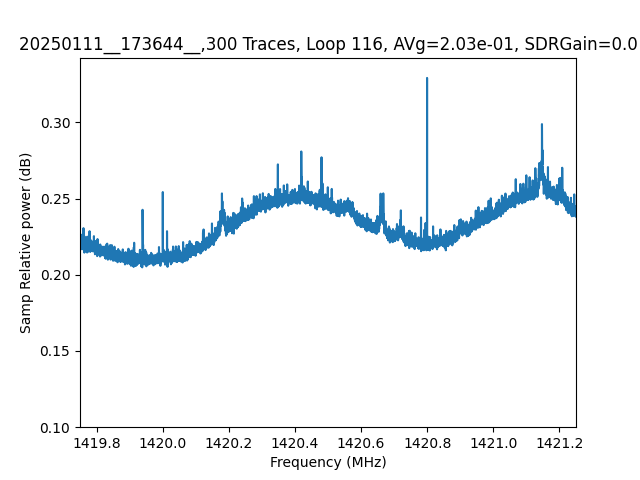 20250111__173644__,300 Traces, Loop 116, AVg=2.03e-01, SDRGain=0.0
Samp Relative power (dB)
0.30
0.25
0.20
0.15
0.10
1419.8 1420.0 1420.2 1420.4 1420.6 1420.8 1421.0 1421.2
Frequency (MHz)